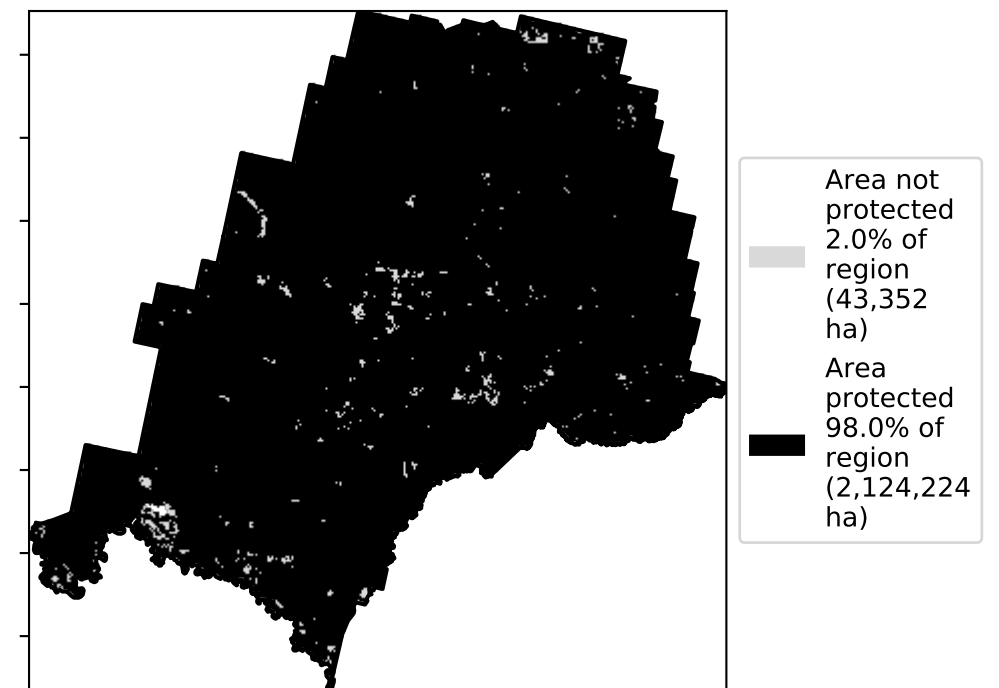 Area not
protected
2.0% of
region
(43,352
ha)
Area
protected
98.0% of
region
(2,124,224
ha)